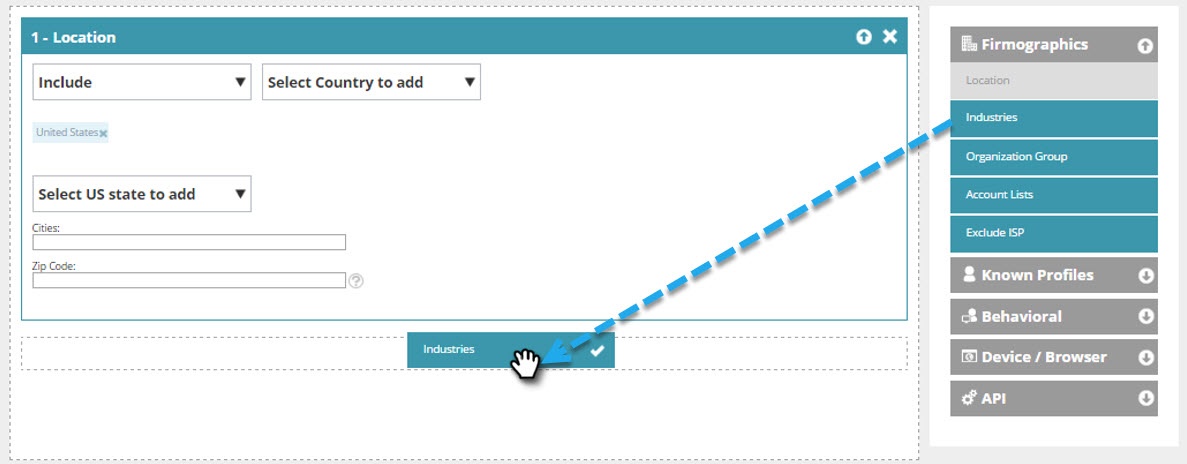 1 - Location
Include
Select Country to add
United States
Select US state to add
Cities:
Zip Code:
?
Industries
Firmographics
Location
Industries
Organization Group
Account Lists
Exclude ISP
Known Profiles
Behavioral
Device / Browser
API